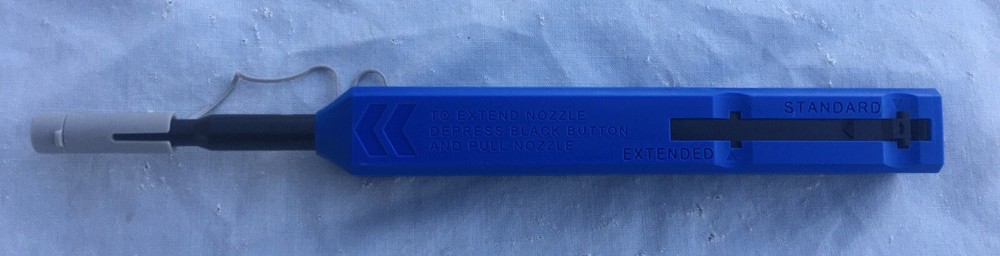 TO EXTEND NOZZLE
DEPRESS BLACK BUTTON
AND PULL NOZZLE
STANDARD
EXTENDED